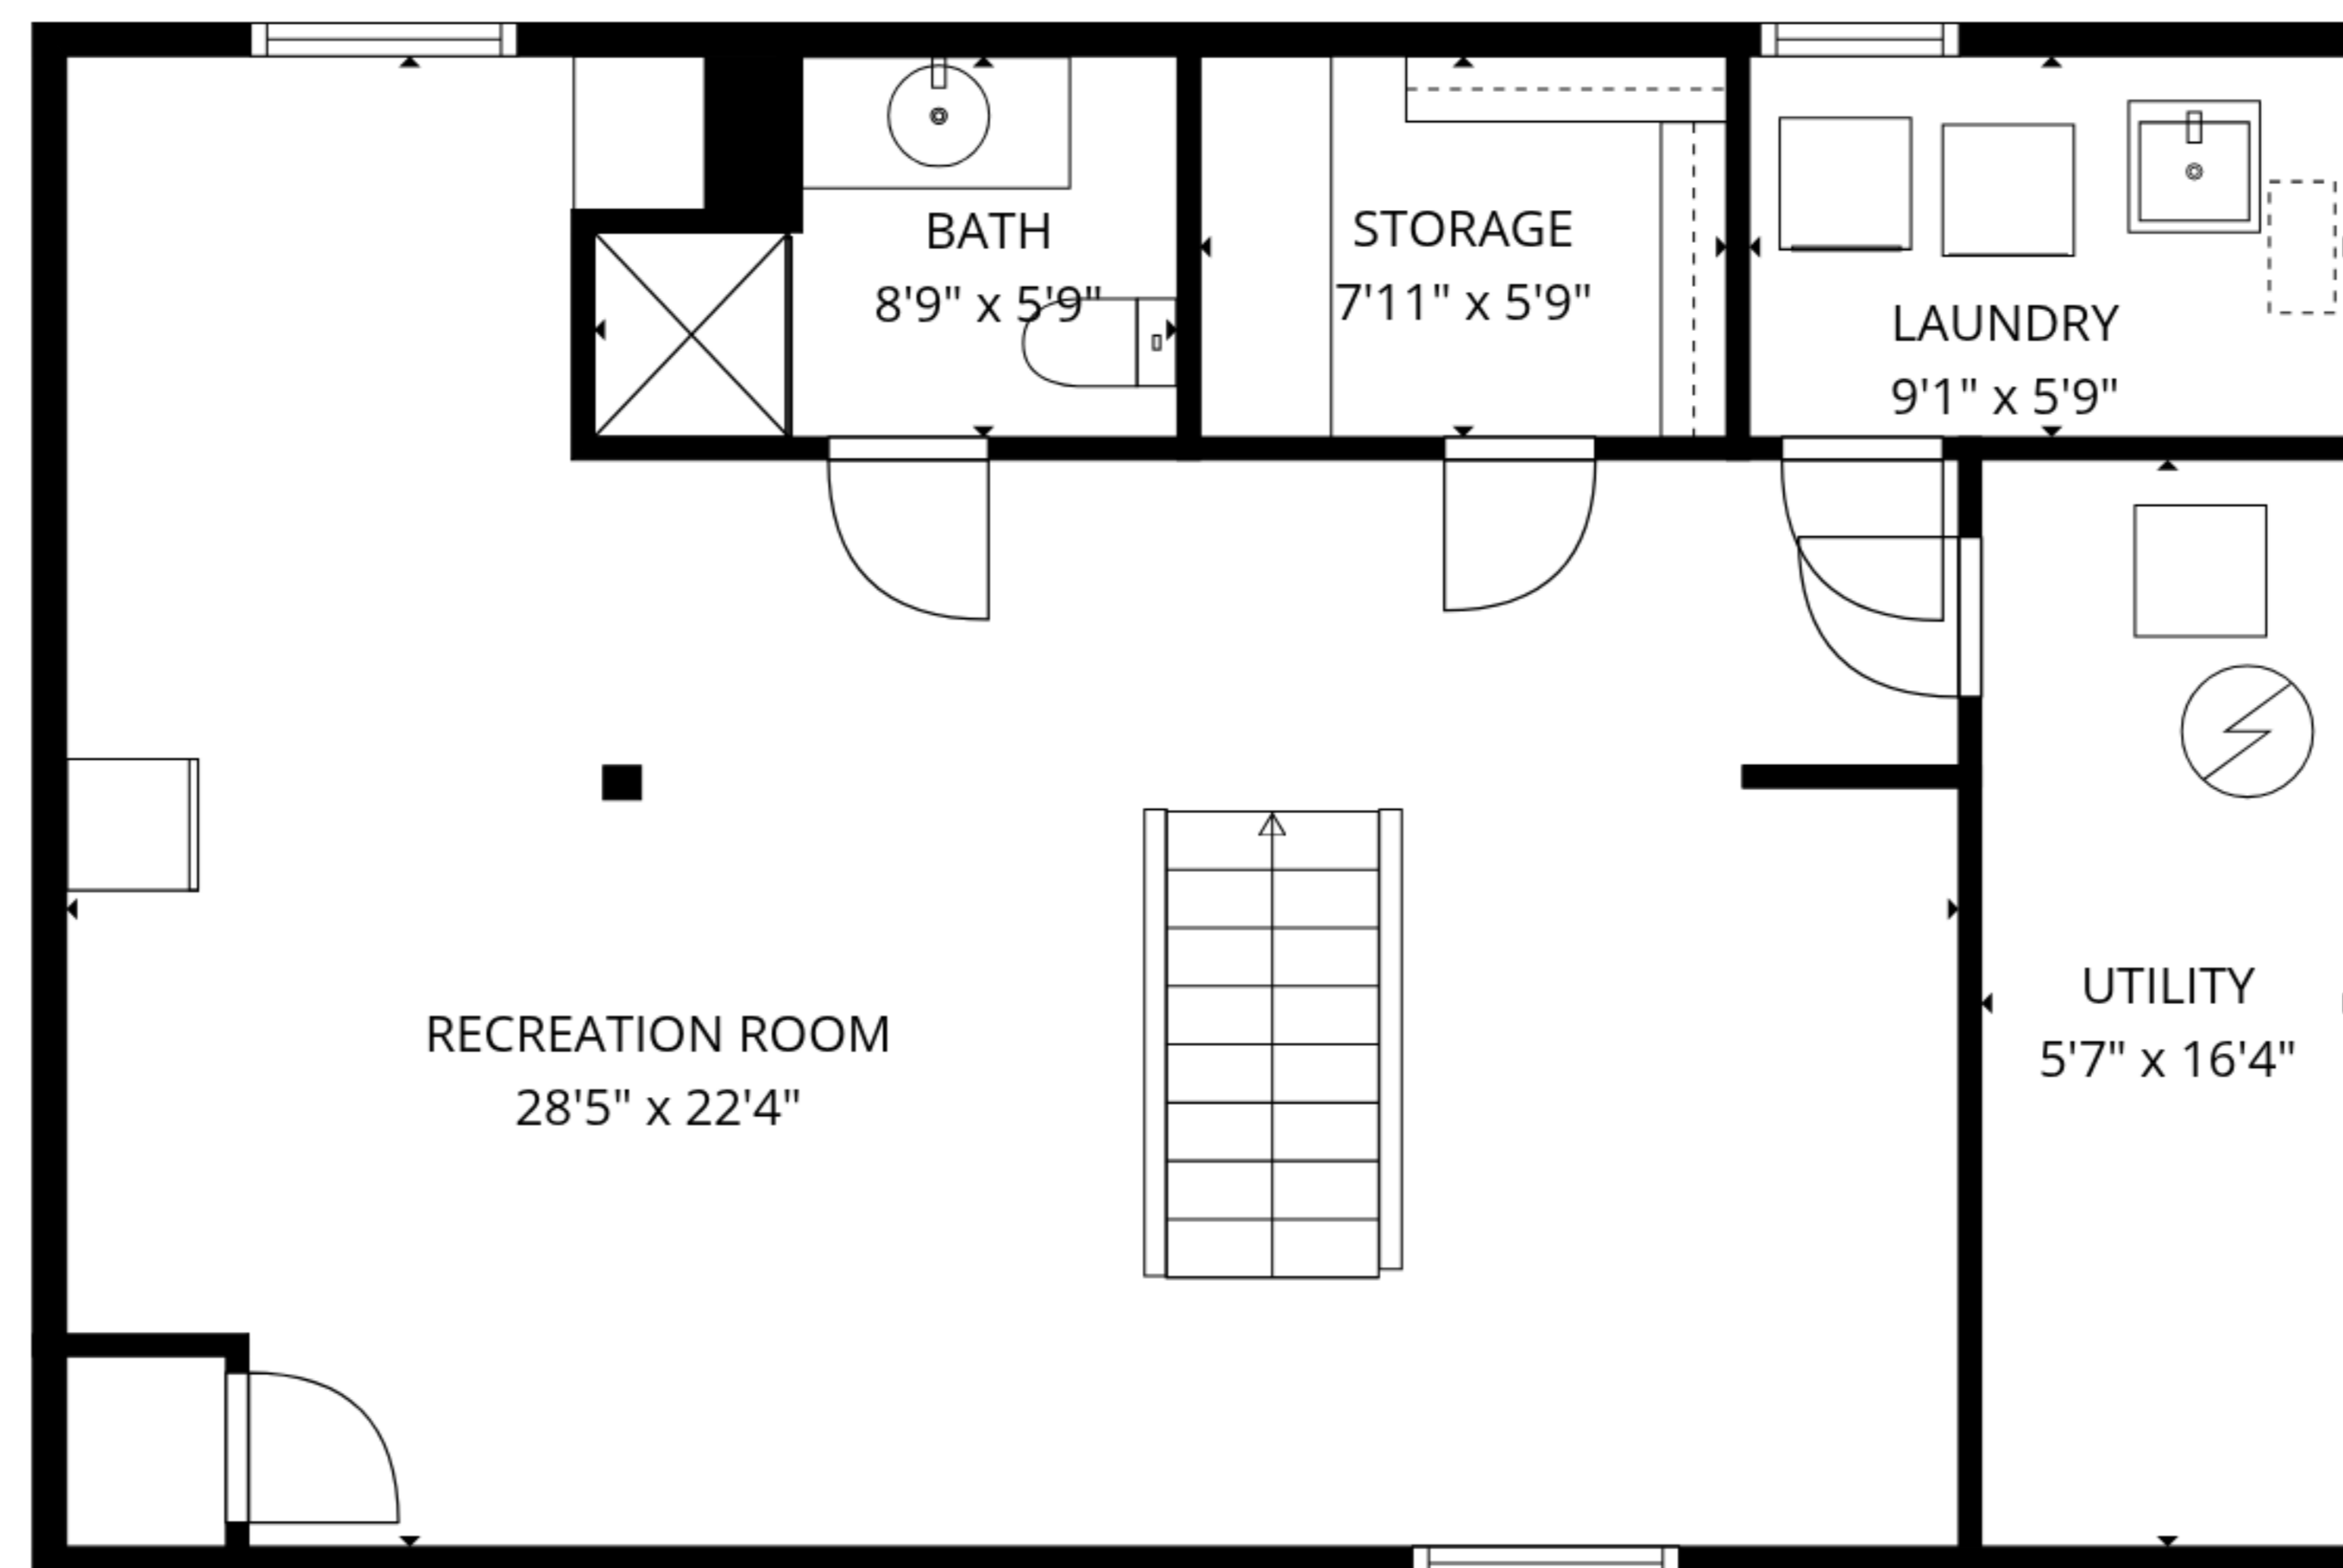 BATH
8'9" x 5'9"
STORAGE
7'11" x 5'9"
LAUNDRY
9'1" x 5'9"
RECREATION ROOM
28'5" x 22'4"
UTILITY
5'7" x 16'4"